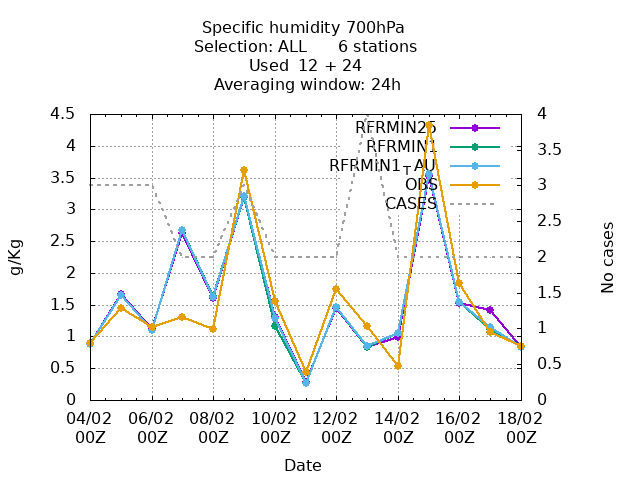 Specific humidity 700hPa
Selection: ALL      6 stations
Used  12 + 24
Averaging window: 24h
RFRMIN25
RFRMIN1
RFRMIN1_AU
OBS
CASES
4.5
4
3.5
3
2.5
2
1.5
1
0.5
0
4
3.5
3
2.5
2
1.5
1
0.5
0
g/Kg
No cases
04/02 06/02 08/02 10/02 12/02 14/02 16/02 18/02
00Z 00Z 00Z 00Z 00Z 00Z 00Z 00Z
Date